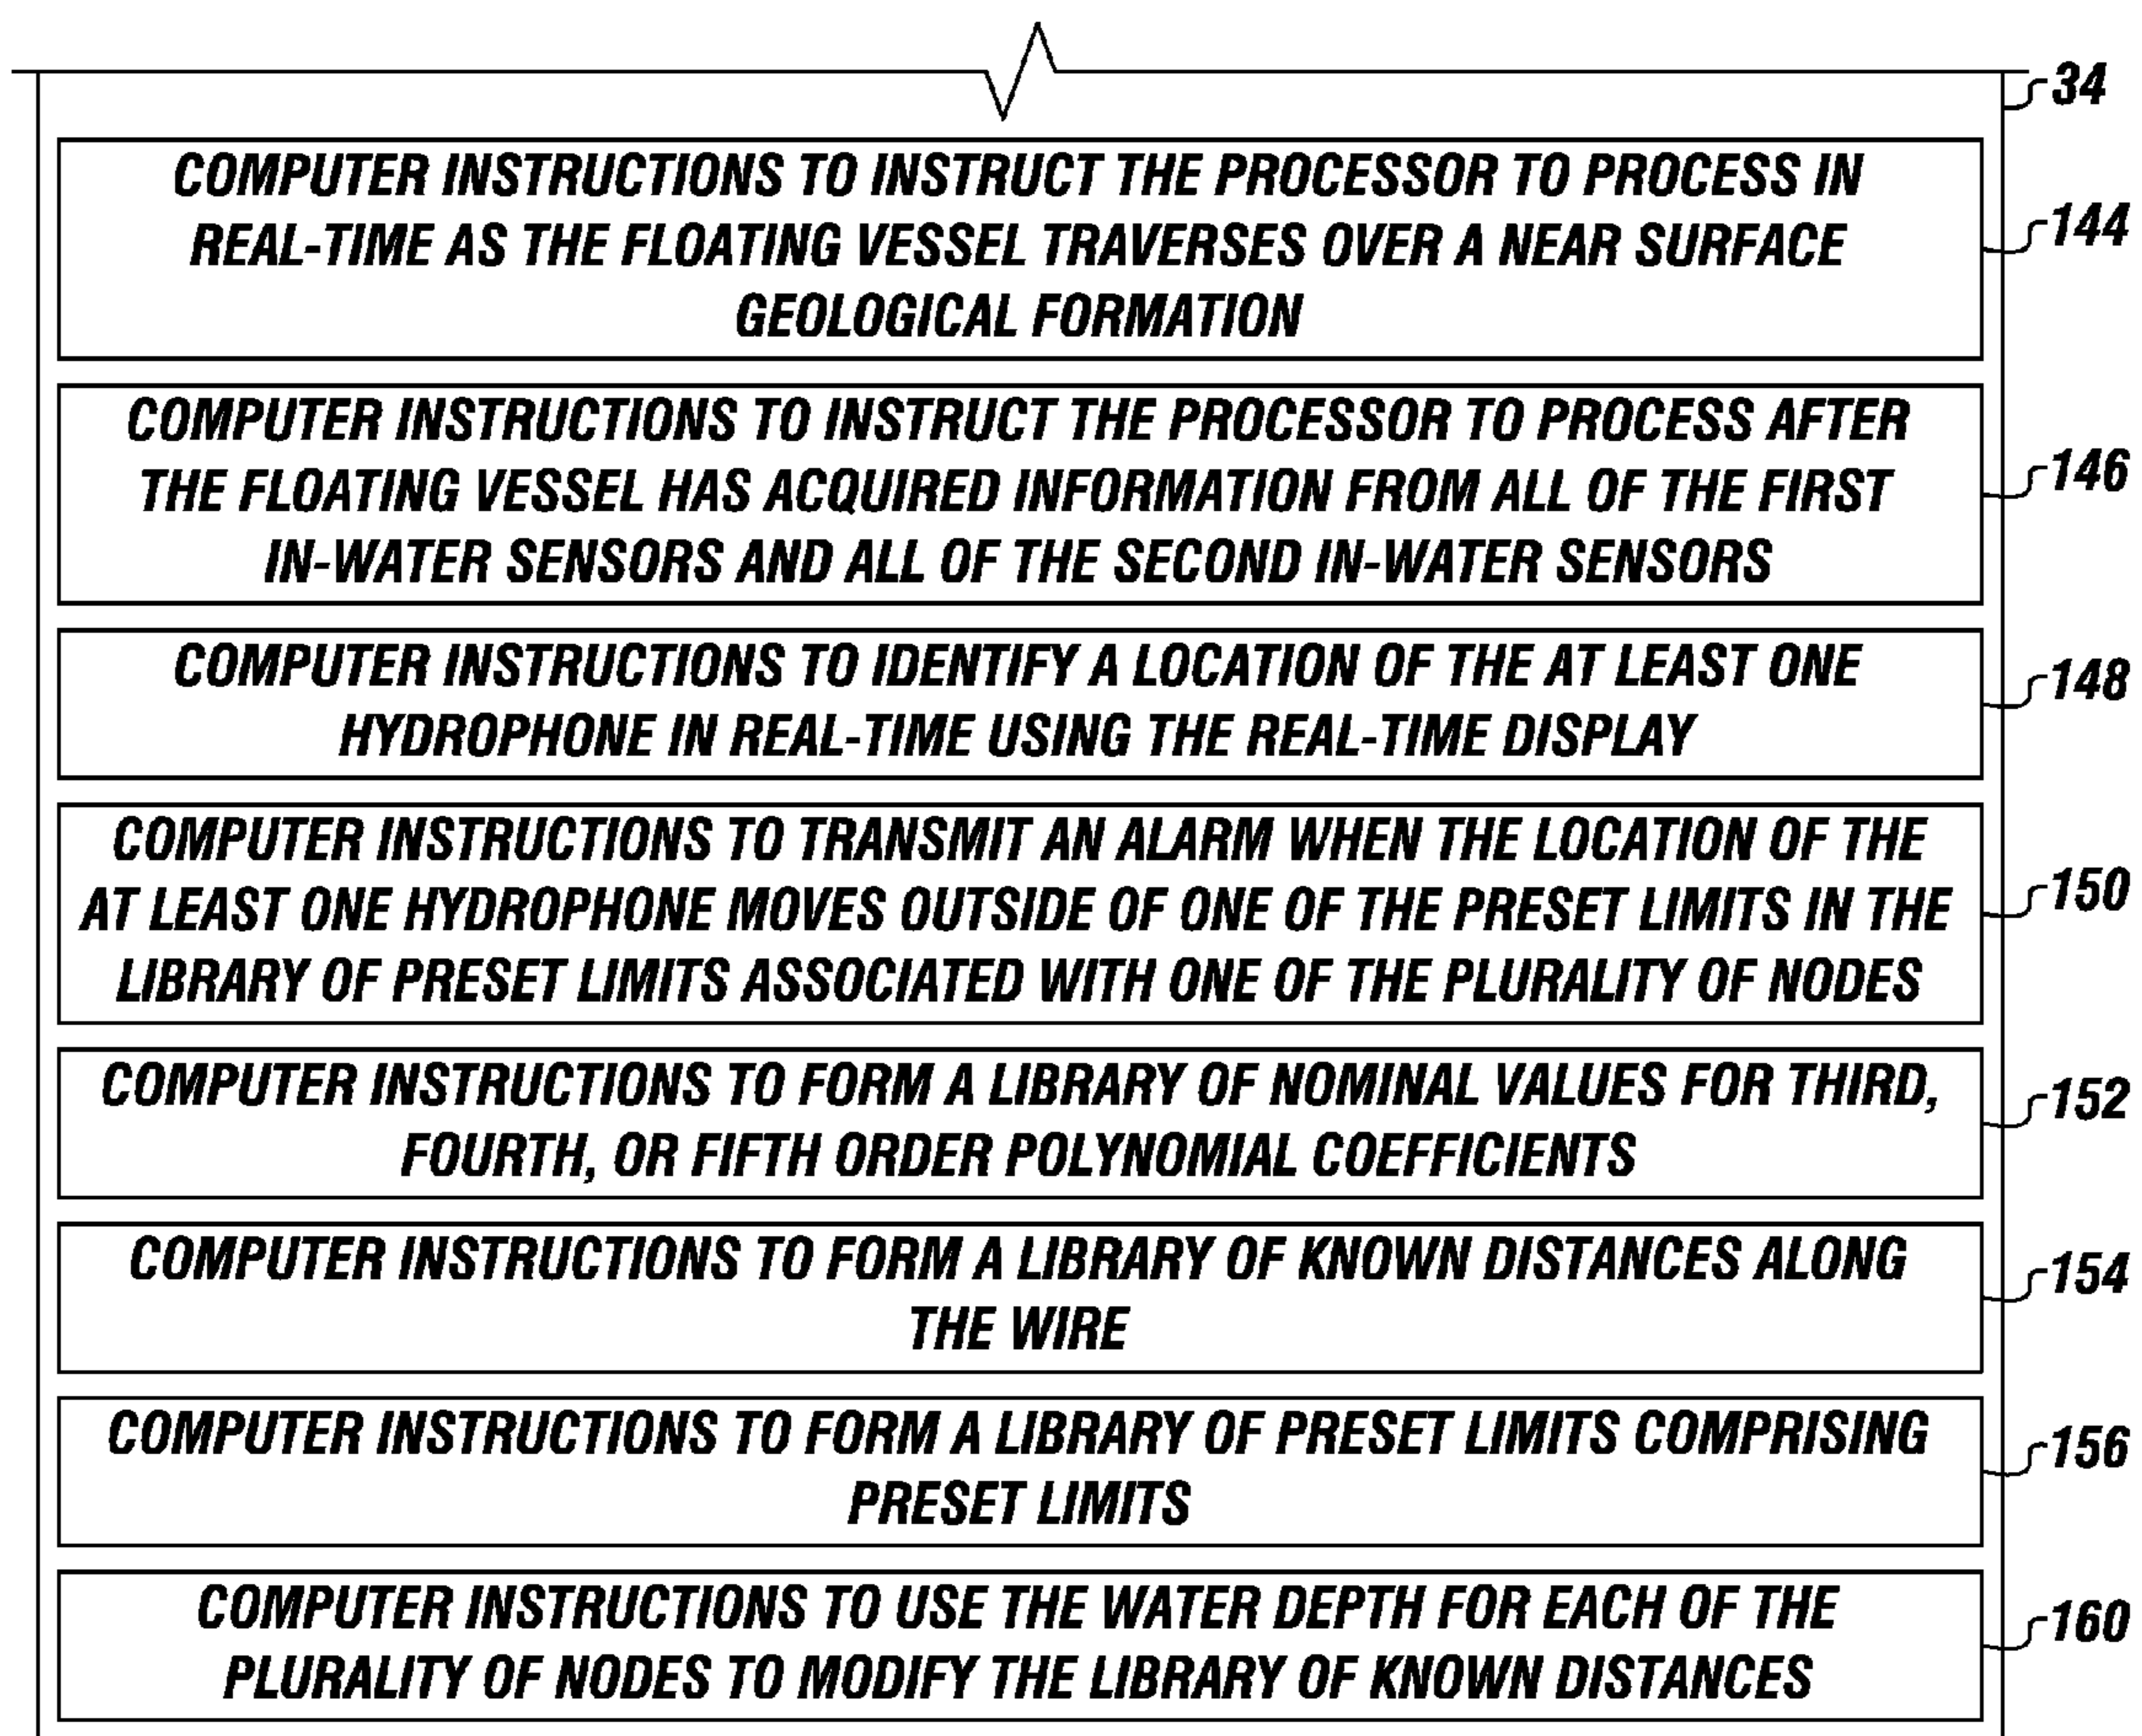 34
COMPUTER INSTRUCTIONS TO INSTRUCT THE PROCESSOR TO PROCESS IN
REAL-TIME AS THE FLOATING VESSEL TRAVERSES OVER A NEAR SURFACE
GEOLOGICAL FORMATION
144
COMPUTER INSTRUCTIONS TO INSTRUCT THE PROCESSOR TO PROCESS AFTER
THE FLOATING VESSEL HAS ACQUIRED INFORMATION FROM ALL OF THE FIRST
IN-WATER SENSORS AND ALL OF THE SECOND IN-WATER SENSORS
146
COMPUTER INSTRUCTIONS TO IDENTIFY A LOCATION OF THE AT LEAST ONE
HYDROPHONE IN REAL-TIME USING THE REAL-TIME DISPLAY
148
COMPUTER INSTRUCTIONS TO TRANSMIT AN ALARM WHEN THE LOCATION OF THE
AT LEAST ONE HYDROPHONE MOVES OUTSIDE OF ONE OF THE PRESET LIMITS IN THE
LIBRARY OF PRESET LIMITS ASSOCIATED WITH ONE OF THE PLURALITY OF NODES
150
COMPUTER INSTRUCTIONS TO FORM A LIBRARY OF NOMINAL VALUES FOR THIRD,
FOURTH, OR FIFTH ORDER POLYNOMIAL COEFFICIENTS
152
COMPUTER INSTRUCTIONS TO FORM A LIBRARY OF KNOWN DISTANCES ALONG
THE WIRE
154
COMPUTER INSTRUCTIONS TO FORM A LIBRARY OF PRESET LIMITS COMPRISING
PRESET LIMITS
156
COMPUTER INSTRUCTIONS TO USE THE WATER DEPTH FOR EACH OF THE
PLURALITY OF NODES TO MODIFY THE LIBRARY OF KNOWN DISTANCES
160